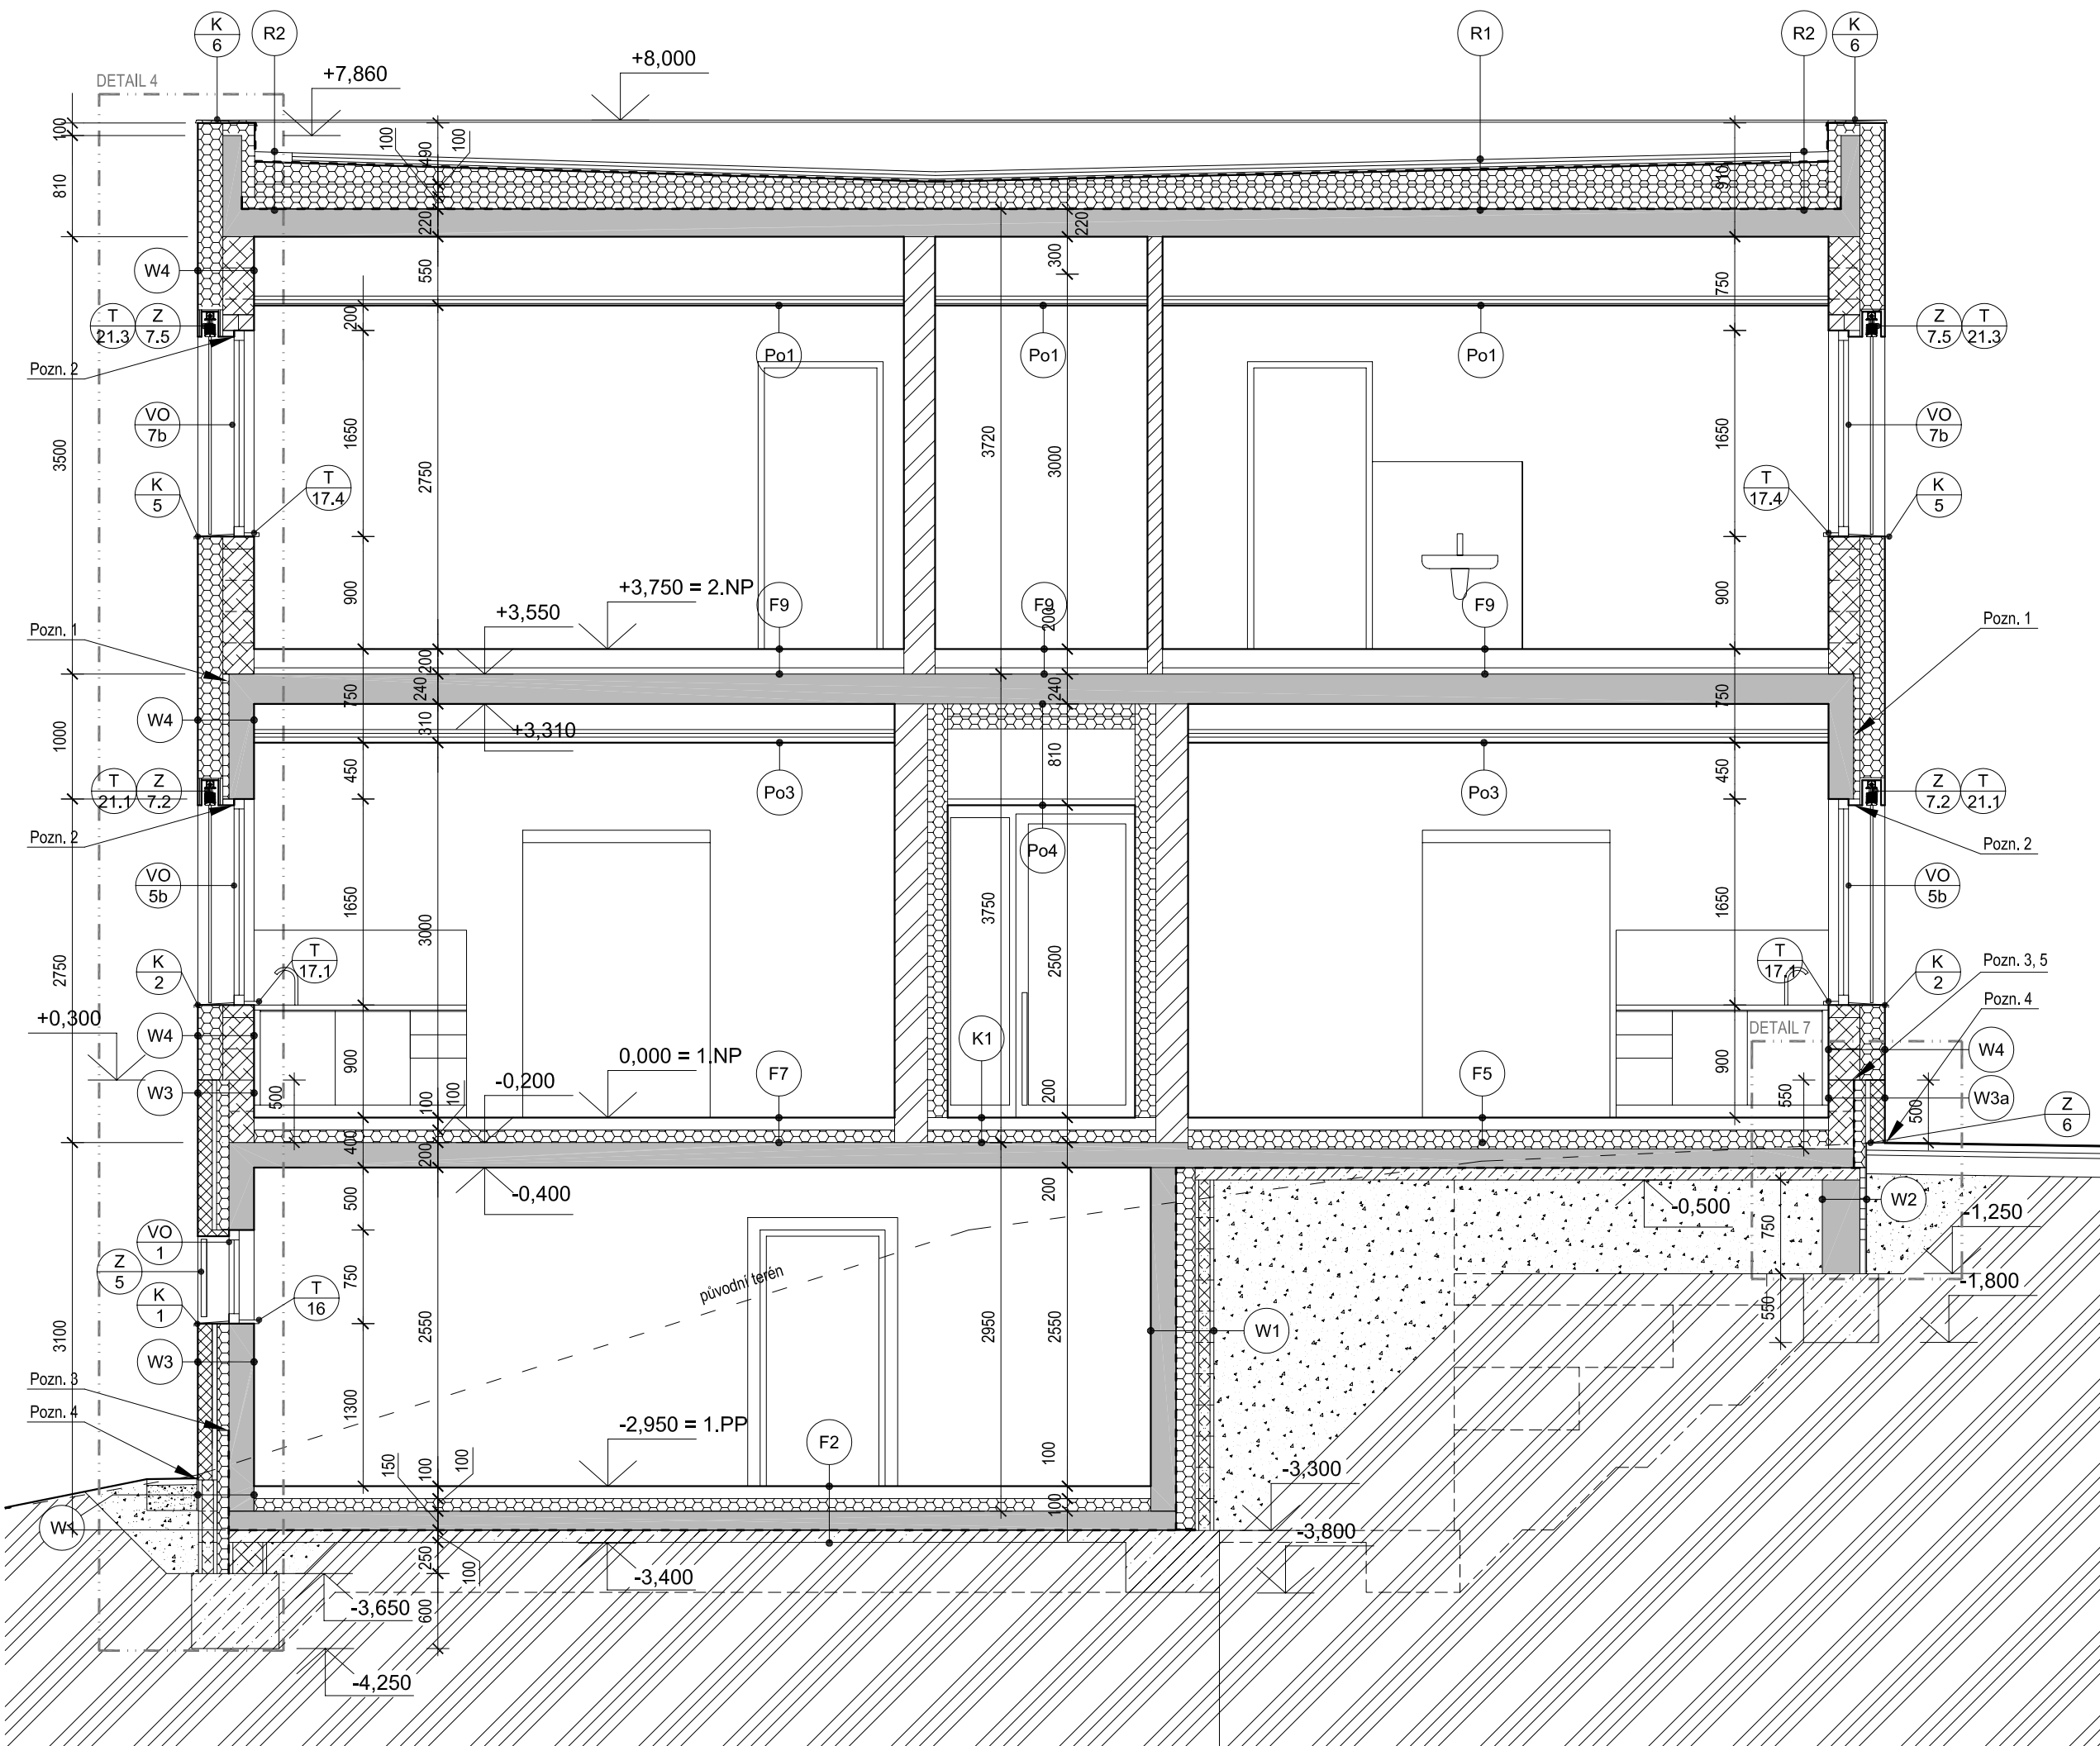 K
6
R2
R1
R2
K
6
DETAIL 4
+7,860
+8,000
100
810
100
490
100
910
220
220
W4
550
300
750
T
21.3
Z
7.5
200
Po1
Po1
Po1
Z
7.5
T
21.3
Pozn. 2
VO
7b
VO
7b
3500
1650
2750
3720
3000
1650
K
5
T
17.4
T
17.4
K
5
900
+3,750 = 2.NP
F9
F9
F9
200
900
+3,550
Pozn. 1
Pozn. 1
200
750
240
240
750
W4
310
+3,310
1000
450
810
450
T
21.1
Z
7.2
Po3
Po3
Z
7.2
T
21.1
Pozn. 2
Po4
Pozn. 2
VO
5b
VO
5b
1650
3000
3750
2500
1650
2750
K
2
T
17.1
T
17.1
K
2
Pozn. 3, 5
Pozn. 4
+0,300
DETAIL 7
W4
K1
W4
0,000 = 1.NP
900
F7
F5
900
-0,200
W3
500
100
100
200
550
500
W3a
Z
6
400
200
500
-0,400
200
-0,500
W2
-1,250
750
VO
1
Z
5
původní terén
-1,800
K
1
T
16
750
550
3100
2550
2950
2550
W1
W3
Pozn. 3
1300
Pozn. 4
-2,950 = 1.PP
F2
150
100
100
100
-3,300
100
W1
-3,800
250
100
-3,400
-3,650
600
-4,250